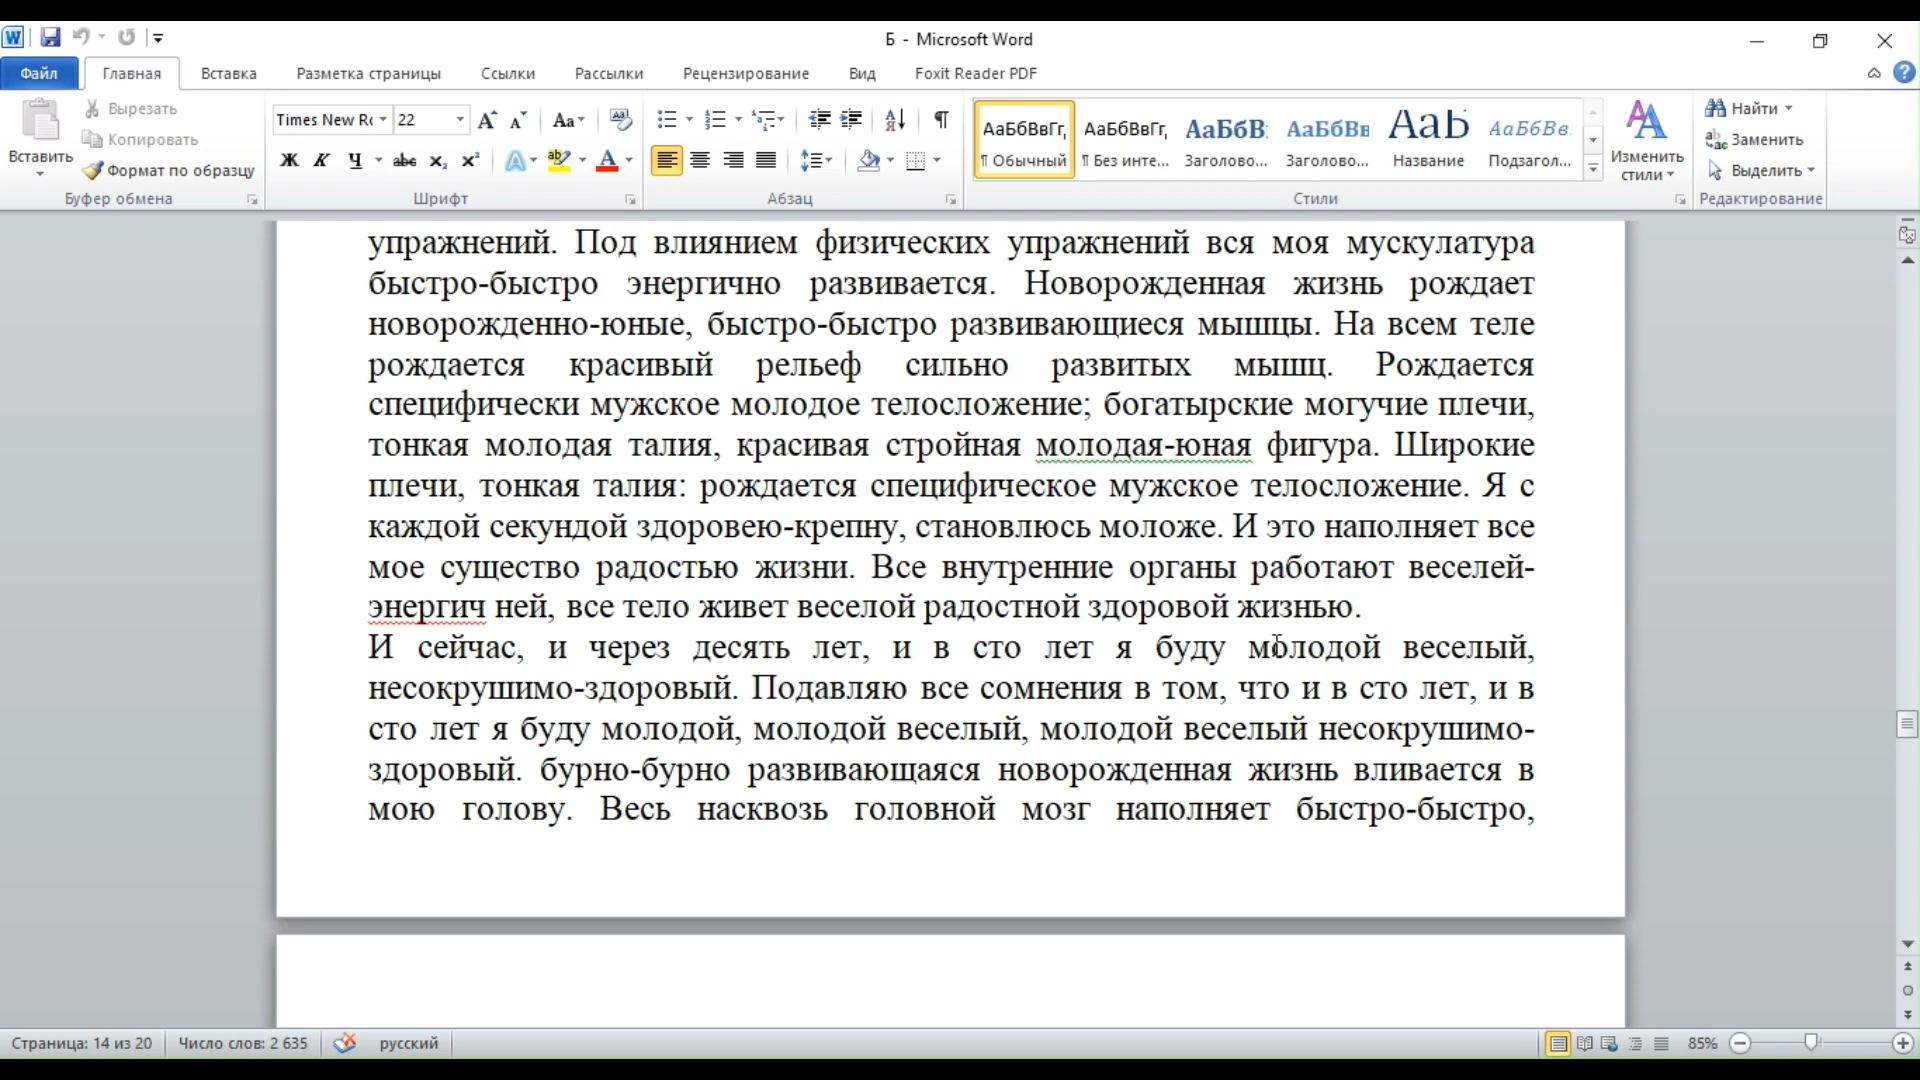 Б - Microsoft Word
Файл Главная Вставка Разметка страницы Ссылки Рассылки Рецензирование Вид Foxit Reader PDF
Вставить
Вырезать
Копировать
Формат по образцу
Буфер обмена
Times New Rc 22
Aa
Ж К Ч abc x₂ x²
Шрифт
Абзац
АаБбВвГг, АаБбВвГг, АаБбВ АаБбВв АаБ АаБбВв
¶ Обычный ¶ Без инте... Заголово... Заголово... Название Подзагол...
Стили
Изменить
стили
Найти
Заменить
Выделить
Редактирование
упражнений. Под влиянием физических упражнений вся моя мускулатура
быстро-быстро энергично развивается. Новорожденная жизнь рождает
новорожденно-юные, быстро-быстро развивающиеся мышцы. На всем теле
рождается красивый рельеф сильно развитых мышц. Рождается
специфически мужское молодое телосложение; богатырские могучие плечи,
тонкая молодая талия, красивая стройная молодая-юная фигура. Широкие
плечи, тонкая талия: рождается специфическое мужское телосложение. Я с
каждой секундой здоровею-крепну, становлюсь моложе. И это наполняет все
мое существо радостью жизни. Все внутренние органы работают веселей-
энергич ней, все тело живет веселой радостной здоровой жизнью.
И сейчас, и через десять лет, и в сто лет я буду молодой веселый,
несокрушимо-здоровый. Подавляю все сомнения в том, что и в сто лет, и в
сто лет я буду молодой, молодой веселый, молодой веселый несокрушимо-
здоровый. бурно-бурно развивающаяся новорожденная жизнь вливается в
мою голову. Весь насквозь головной мозг наполняет быстро-быстро,
Страница: 14 из 20 Число слов: 2 635 русский 85%